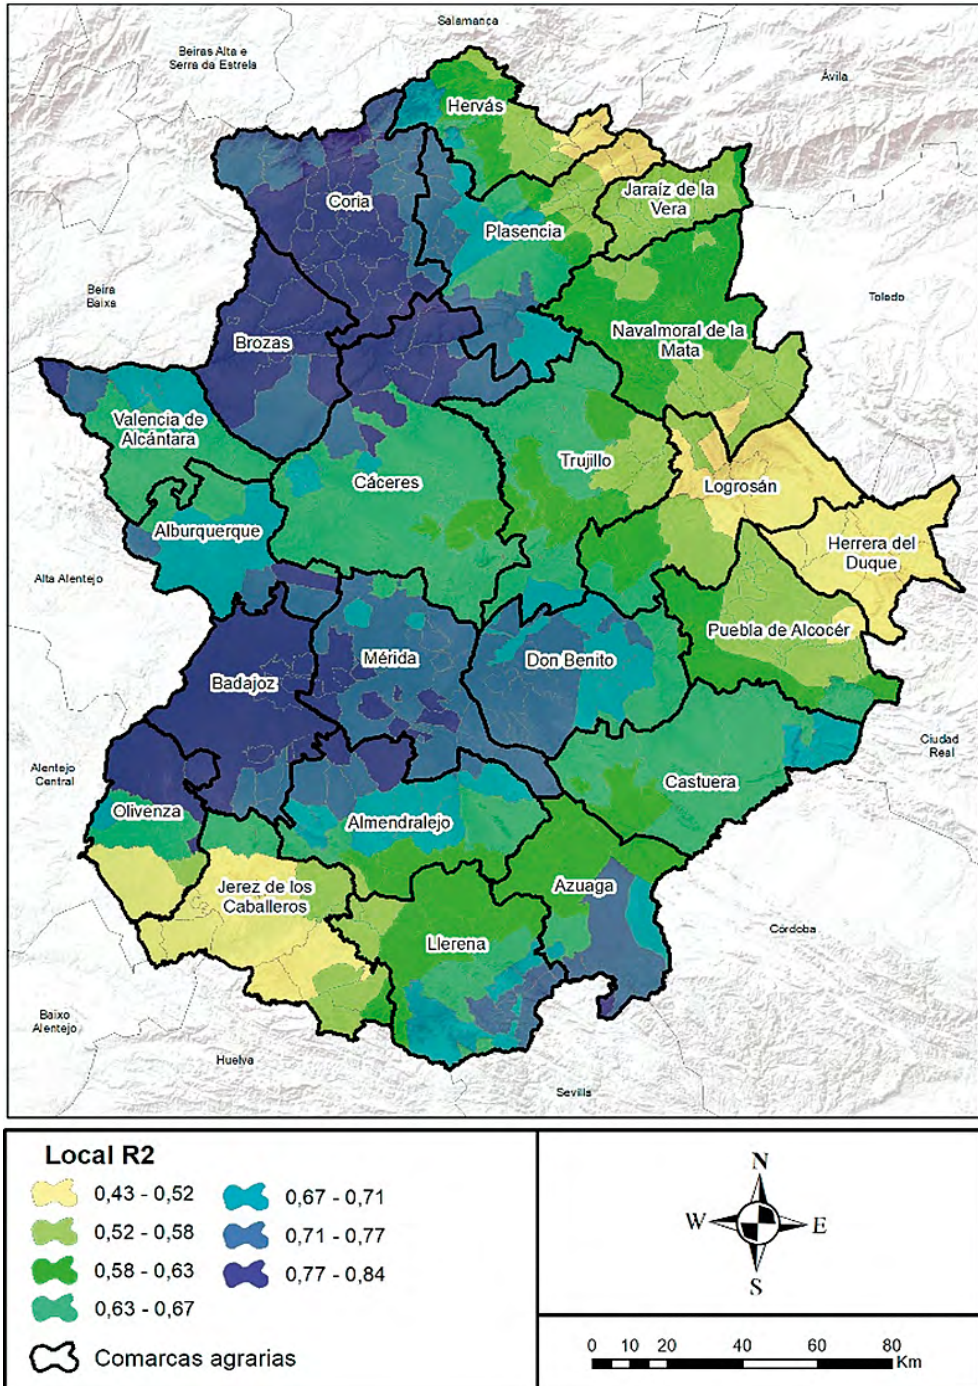 Salamanca
Beiras Alta e
Serra da Estrela
Ávila
Hervás
Jaraíz de la
Vera
Coria
Plasencia
Beira
Baixa
Toledo
Navalmoral de la
Mata
Brozas
Valencia de
Alcántara
Trujillo
Cáceres
Logrosán
Alburquerque
Herrera del
Duque
Alta Alentejo
Puebla de Alcocér
Mérida
Don Benito
Badajoz
Ciudad
Real
Alentejo
Central
Castuera
Olivenza
Almendralejo
Jerez de los
Caballeros
Azuaga
Llerena
Córdoba
Baixo
Alentejo
Huelva
Sevilla
Local R2
0,43 - 0,52
0,52 - 0,58
0,58 - 0,63
0,63 - 0,67
0,67 - 0,71
0,71 - 0,77
0,77 - 0,84
Comarcas agrarias
N
W E
S
0 10 20 40 60 80
Km